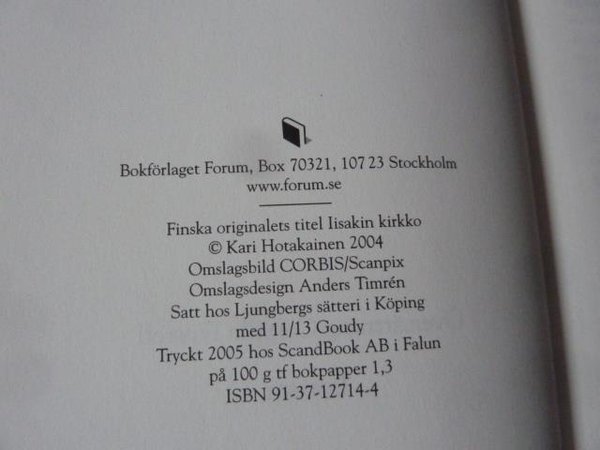 Bokförlaget Forum, Box 70321, 107 23 Stockholm
www.forum.se
Finska originalets titel Iisakin kirkko
© Kari Hotakainen 2004
Omslagsbild CORBIS/Scanpix
Omslagsdesign Anders Timrén
Satt hos Ljungbergs sätteri i Köping
med 11/13 Goudy
Tryckt 2005 hos ScandBook AB i Falun
på 100 g tf bokpapper 1,3
ISBN 91-37-12714-4